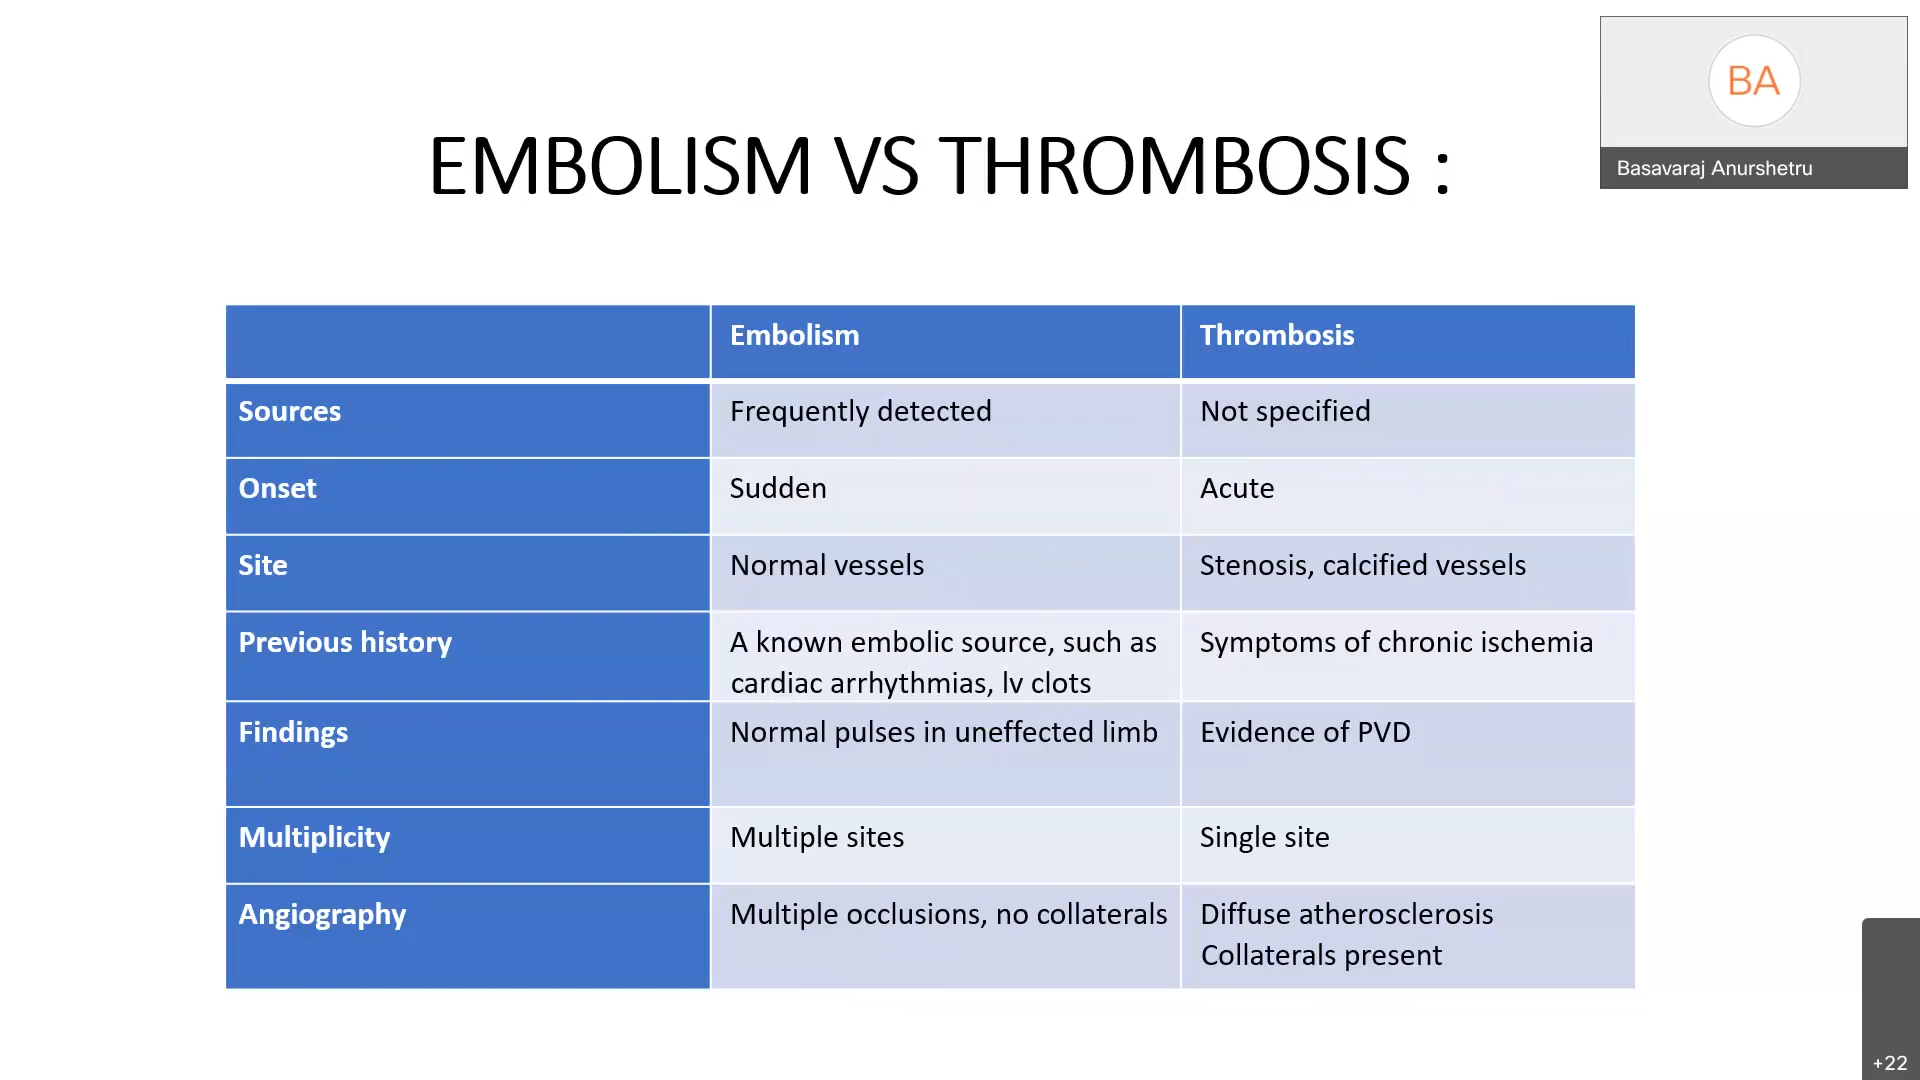 BA
Basavaraj Anurshetru
EMBOLISM VS THROMBOSIS :
Embolism Thrombosis
Sources Frequently detected Not specified
Onset Sudden Acute
Site Normal vessels Stenosis, calcified vessels
Previous history A known embolic source, such as Symptoms of chronic ischemia
cardiac arrhythmias, lv clots
Findings Normal pulses in uneffected limb Evidence of PVD
Multiplicity Multiple sites Single site
Angiography Multiple occlusions, no collaterals Diffuse atherosclerosis
Collaterals present
+22